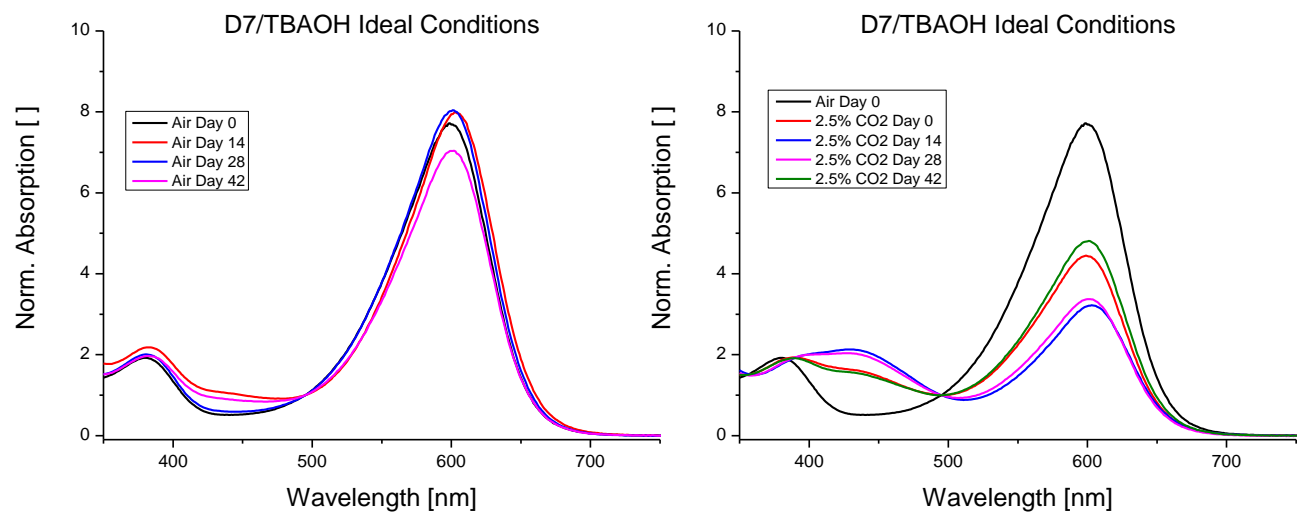 D7/TBAOH Ideal Conditions
10
8
6
4
2
0
Norm. Absorption [ ]
Air Day 0
Air Day 14
Air Day 28
Air Day 42
400
500
600
700
Wavelength [nm]
D7/TBAOH Ideal Conditions
10
8
6
4
2
0
Norm. Absorption [ ]
Air Day 0
2.5% CO2 Day 0
2.5% CO2 Day 14
2.5% CO2 Day 28
2.5% CO2 Day 42
400
500
600
700
Wavelength [nm]